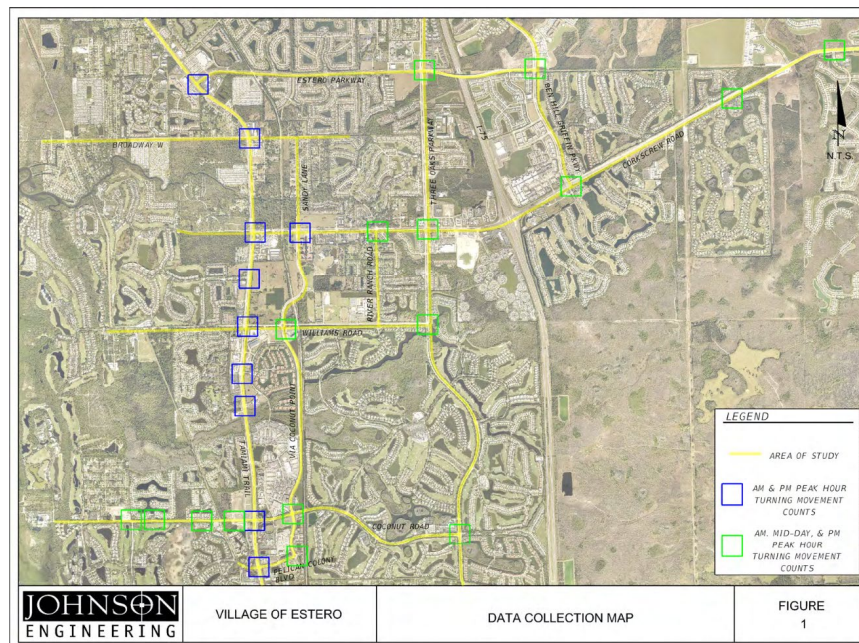 ESTERO PARKWAY
BROADWAY W
SANDY LANE
THREE OAKS PARKWAY
I-75
BEN HILL GRIFFIN PKWY
CORKSCREW ROAD
N
N.T.S.
RIVER RANCH ROAD
WILLIAMS ROAD
VIA COCONUT POINT
TAMIAMI TRAIL
COCONUT ROAD
PELICAN COLONY
BLVD
LEGEND
AREA OF STUDY
AM & PM PEAK HOUR
TURNING MOVEMENT
COUNTS
AM, MID-DAY, & PM
PEAK HOUR
TURNING MOVEMENT
COUNTS
JOHNSON
ENGINEERING
VILLAGE OF ESTERO
DATA COLLECTION MAP
FIGURE
1